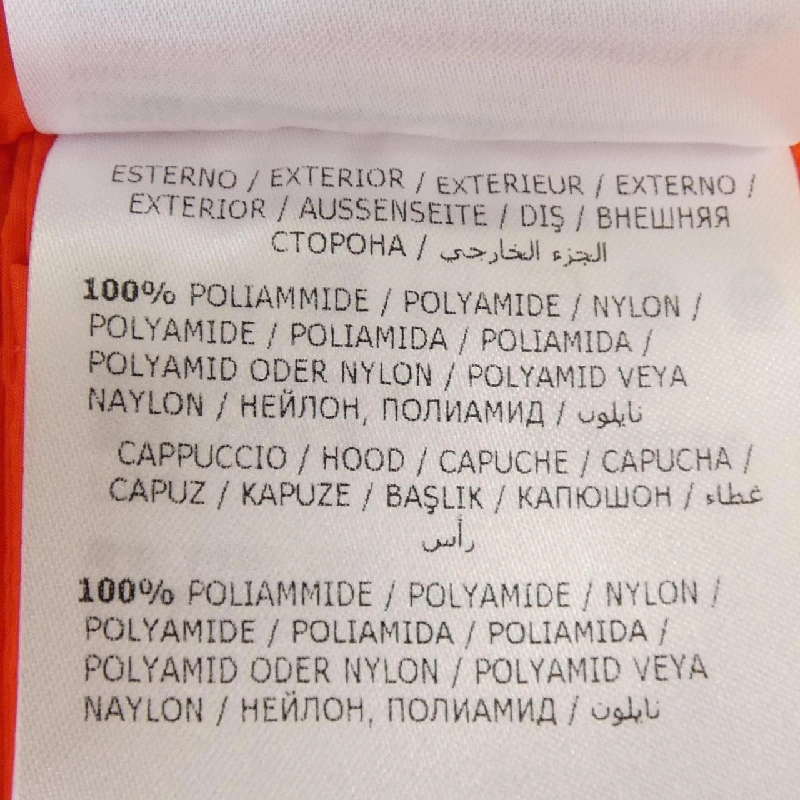 ESTERNO / EXTERIOR / EXTERIEUR / EXTERNO /
EXTERIOR / AUSSENSEITE / DIŞ / ВНЕШНЯЯ
СТОРОНА / الجزء الخارجي
100% POLIAMMIDE / POLYAMIDE / NYLON /
POLYAMIDE / POLIAMIDA / POLIAMIDA /
POLYAMID ODER NYLON / POLYAMID VEYA
NAYLON / НЕЙЛОН, ПОЛИАМИД / نايلون
CAPPUCCIO / HOOD / CAPUCHE / CAPUCHA /
CAPUZ / KAPUZE / BAŞLIK / КАПЮШОН / غطاء
رأس
100% POLIAMMIDE / POLYAMIDE / NYLON /
POLYAMIDE / POLIAMIDA / POLIAMIDA /
POLYAMID ODER NYLON / POLYAMID VEYA
NAYLON / НЕЙЛОН, ПОЛИАМИД / نايلون